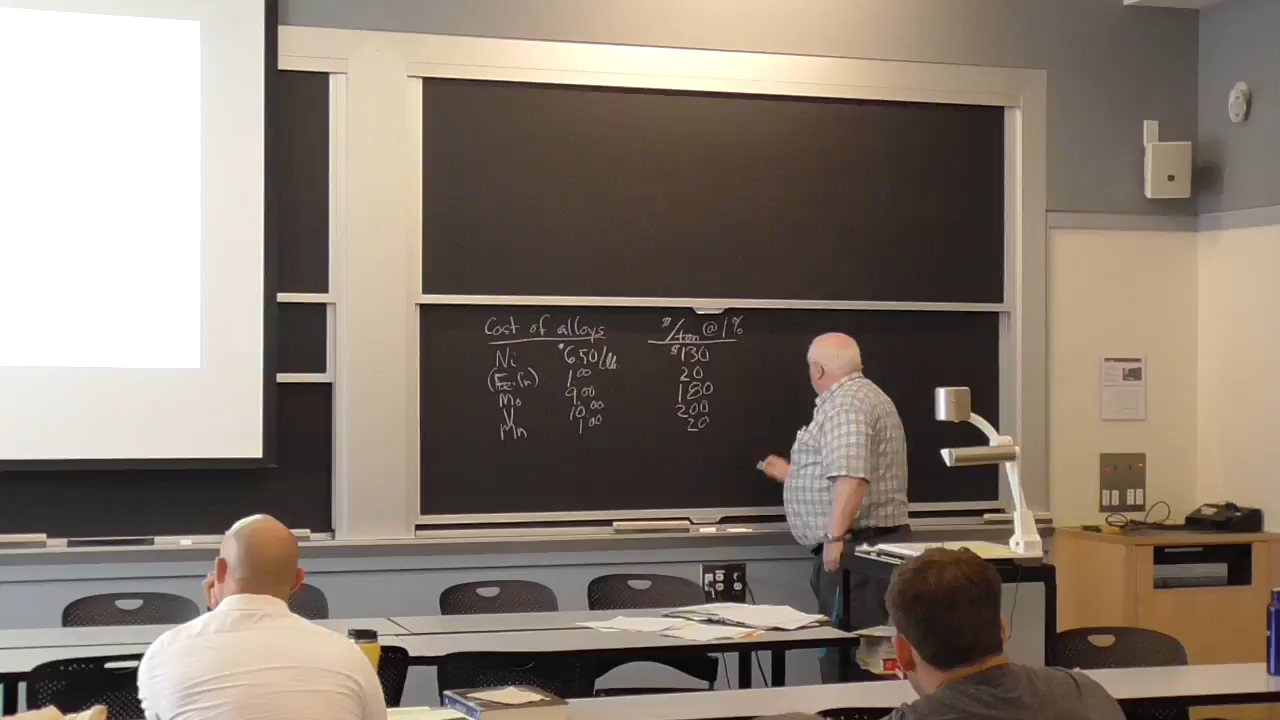 Cost of alloys $/ton @ 1%
Ni $6.50/lb. $130
(Fe-Cr) 1.00 20
Mo 9.00 180
V 10.00 200
Mn 1.00 20